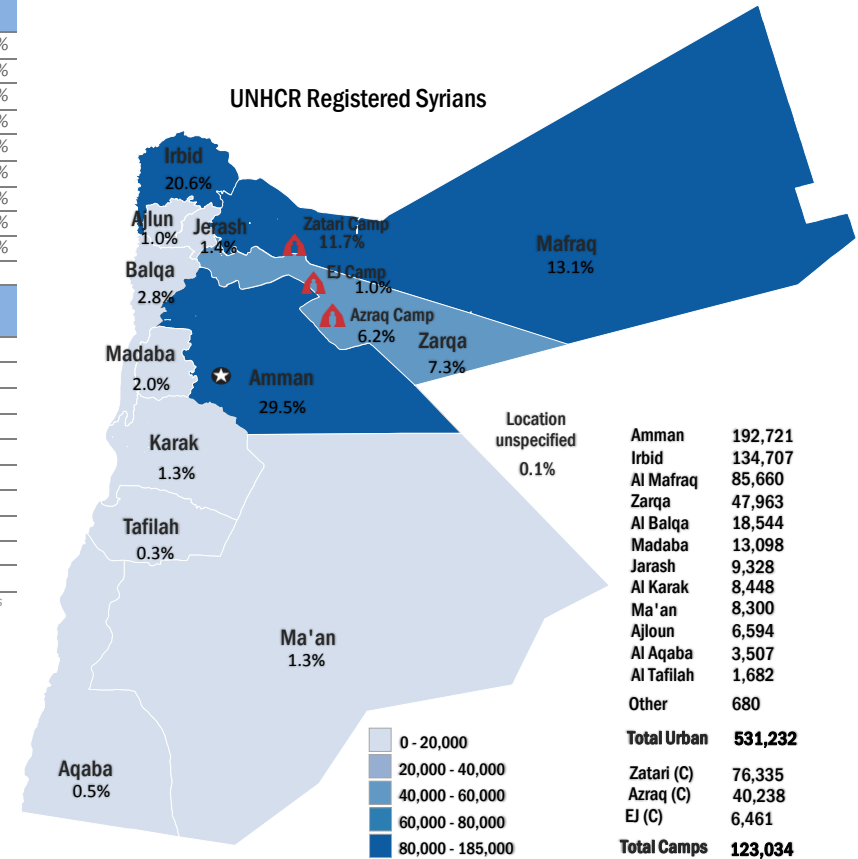 %
%
%
%
%
%
%
%
%
s
UNHCR Registered Syrians
Irbid
20.6%
Ajlun
1.0%
Jerash
1.4%
Zatari Camp
11.7%
Mafraq
13.1%
Balqa
2.8%
EJ Camp
1.0%
Azraq Camp
6.2%
Zarqa
7.3%
Madaba
2.0%
Amman
29.5%
Karak
1.3%
Location
unspecified
0.1%
Tafilah
0.3%
Ma'an
1.3%
Aqaba
0.5%
0 - 20,000
20,000 - 40,000
40,000 - 60,000
60,000 - 80,000
80,000 - 185,000
Amman 192,721
Irbid 134,707
Al Mafraq 85,660
Zarqa 47,963
Al Balqa 18,544
Madaba 13,098
Jarash 9,328
Al Karak 8,448
Ma'an 8,300
Ajloun 6,594
Al Aqaba 3,507
Al Tafilah 1,682
Other 680
Total Urban 531,232
Zatari (C) 76,335
Azraq (C) 40,238
EJ (C) 6,461
Total Camps 123,034